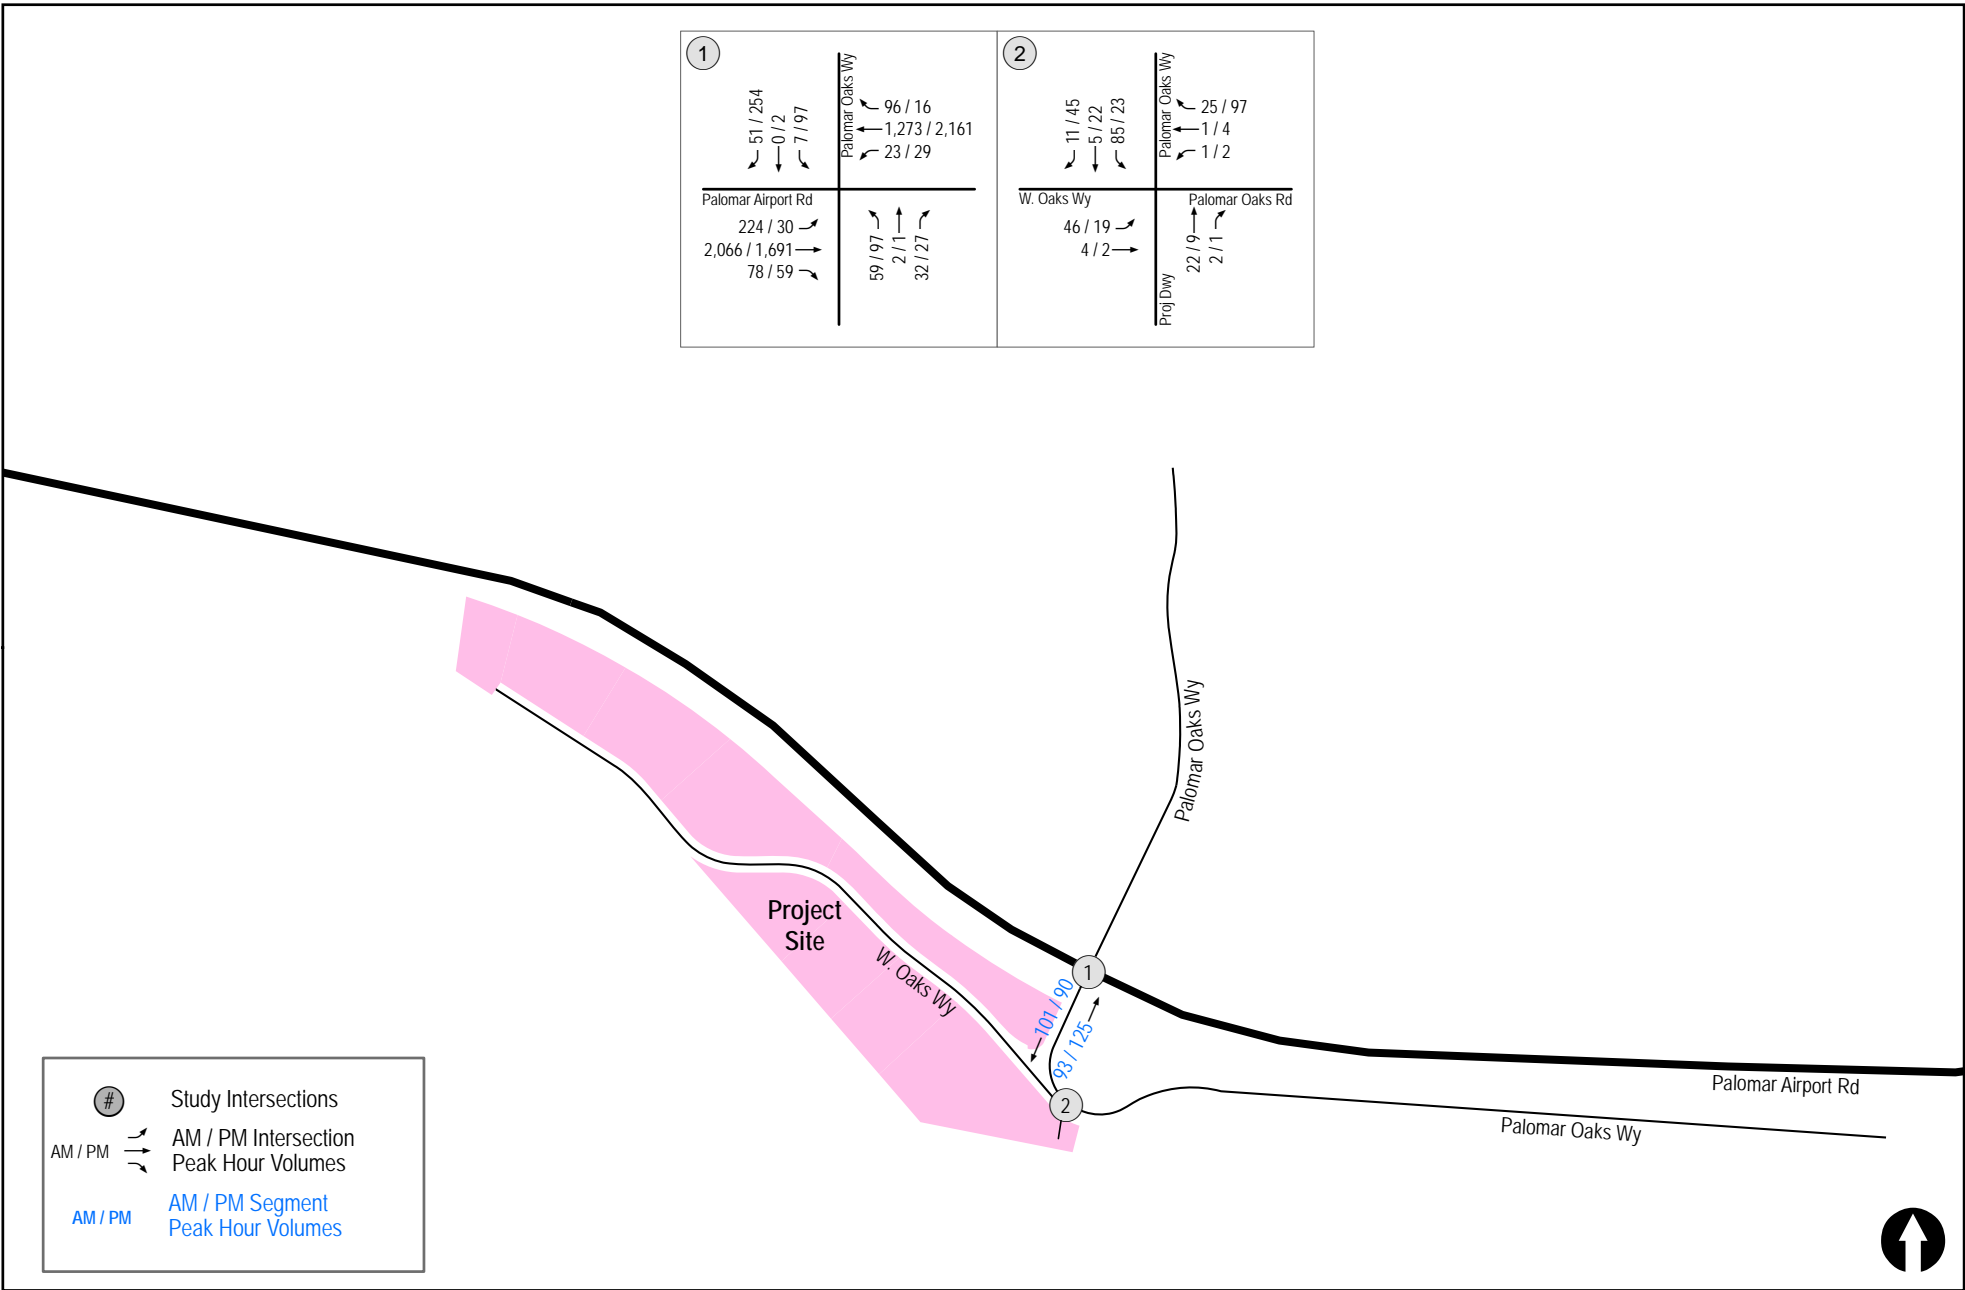 1
51 / 254
0 / 2
7 / 97
Palomar Oaks Wy
96 / 16
1,273 / 2,161
23 / 29
Palomar Airport Rd
224 / 30
2,066 / 1,691
78 / 59
59 / 97
2 / 1
32 / 27
2
11 / 45
5 / 22
85 / 23
Palomar Oaks Wy
25 / 97
1 / 4
1 / 2
W. Oaks Wy
Palomar Oaks Rd
46 / 19
4 / 2
22 / 9
2 / 1
Proj Dwy
Palomar Oaks Wy
Project
Site
W. Oaks Wy
1
101 / 90
93 / 125
2
Palomar Airport Rd
Palomar Oaks Wy
# Study Intersections
AM / PM
AM / PM Intersection
Peak Hour Volumes
AM / PM
AM / PM Segment
Peak Hour Volumes